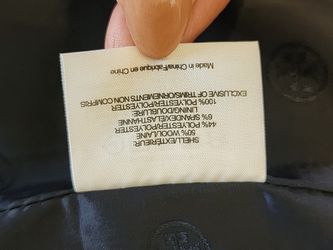 SHELL/EXTERIEUR:
50% WOOL/LAINE
44% POLYESTER/POLYESTER
6% SPANDEX/ELASTHANNE
LINING/DOUBLURE:
100% POLYESTER/POLYESTER
EXCLUSIVE OF TRIMS/ORNEMENTS NON COMPRIS
Made in China/Fabriqué en Chine